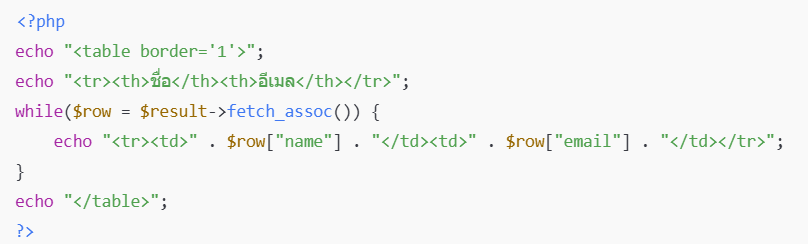 <?php
echo "<table border='1'>";
echo "<tr><th>ชื่อ</th><th>อีเมล</th></tr>";
while($row = $result->fetch_assoc()) {
    echo "<tr><td>" . $row["name"] . "</td><td>" . $row["email"] . "</td></tr>";
}
echo "</table>";
?>